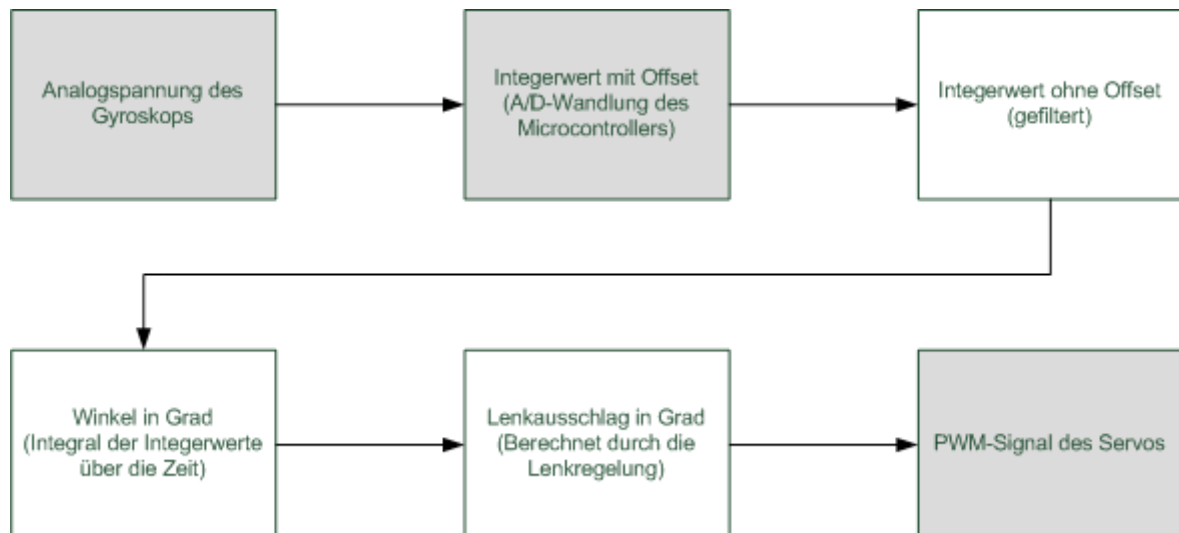 Analogspannung des
Gyroskops
Integerwert mit Offset
(A/D-Wandlung des
Microcontrollers)
Integerwert ohne Offset
(gefiltert)
Winkel in Grad
(Integral der Integerwerte
über die Zeit)
Lenkausschlag in Grad
(Berechnet durch die
Lenkregelung)
PWM-Signal des Servos